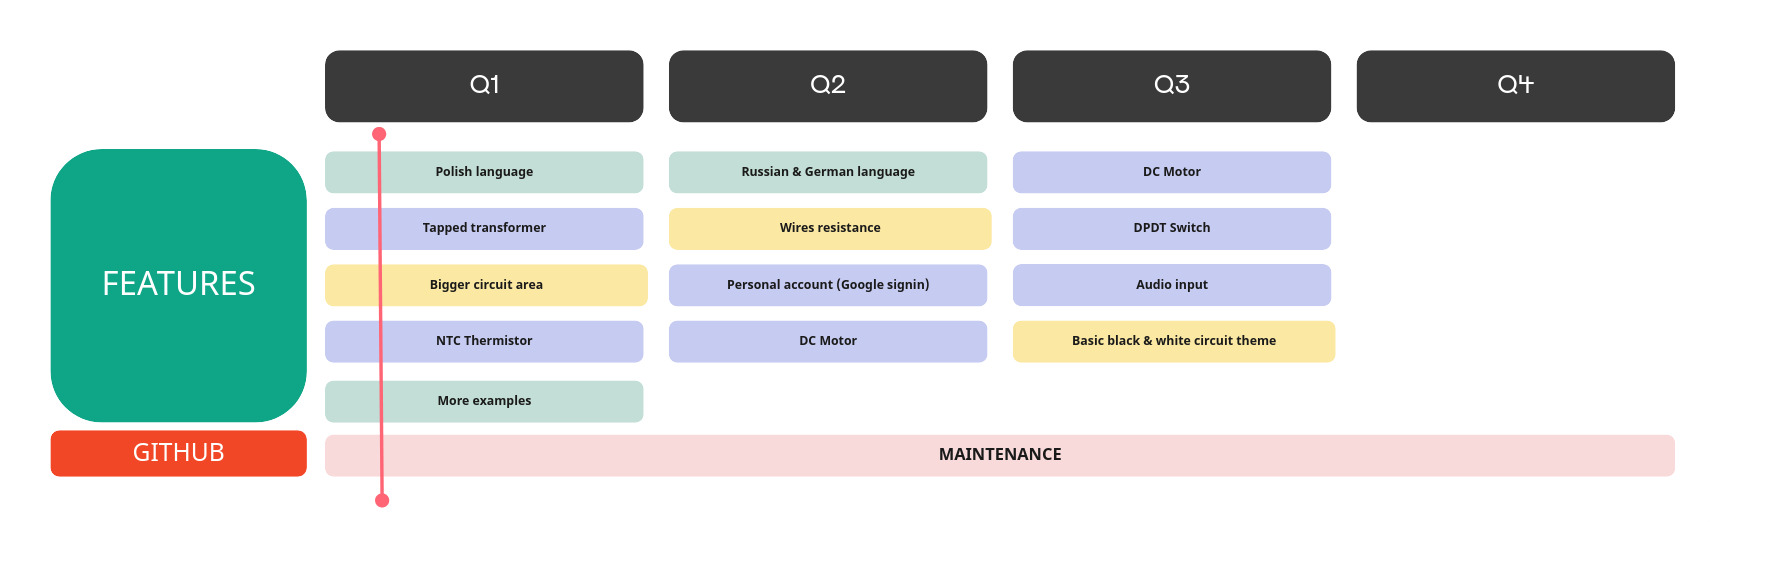 Q1
Q2
Q3
Q4
FEATURES
Polish language
Russian & German language
DC Motor
Tapped transformer
Wires resistance
DPDT Switch
Bigger circuit area
Personal account (Google signin)
Audio input
NTC Thermistor
DC Motor
Basic black & white circuit theme
More examples
GITHUB
MAINTENANCE